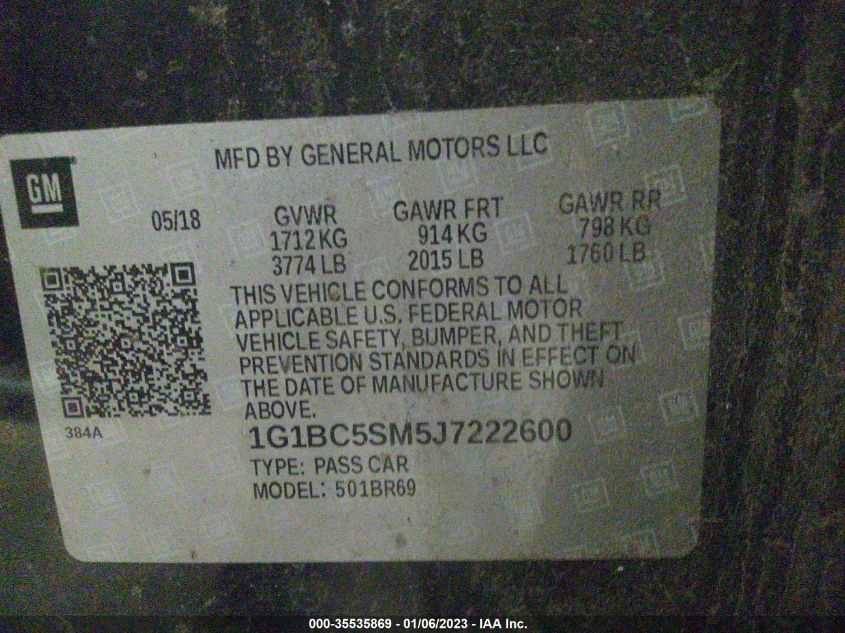 MFD BY GENERAL MOTORS LLC
GM
05/18
GVWR GAWR FRT GAWR RR
1712 KG 914 KG 798 KG
3774 LB 2015 LB 1760 LB
THIS VEHICLE CONFORMS TO ALL
APPLICABLE U.S. FEDERAL MOTOR
VEHICLE SAFETY, BUMPER, AND THEFT
PREVENTION STANDARDS IN EFFECT ON
THE DATE OF MANUFACTURE SHOWN
ABOVE.
384A
1G1BC5SM5J7222600
TYPE: PASS CAR
MODEL: 501BR69
000-35535869 - 01/06/2023 - IAA Inc.